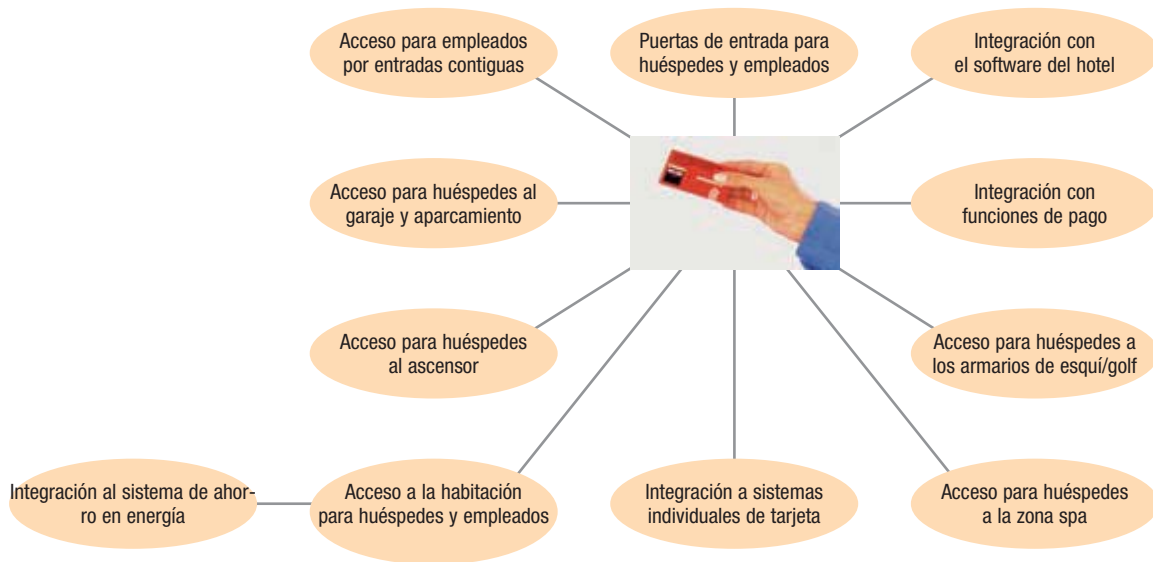 Acceso para empleados
por entradas contiguas
Puertas de entrada para
huéspedes y empleados
Integración con
el software del hotel
Acceso para huéspedes al
garaje y aparcamiento
Integración con
funciones de pago
Acceso para huéspedes
al ascensor
Acceso para huéspedes a
los armarios de esquí/golf
Integración al sistema de ahor-
ro en energía
Acceso a la habitación
para huéspedes y empleados
Integración a sistemas
individuales de tarjeta
Acceso para huéspedes
a la zona spa